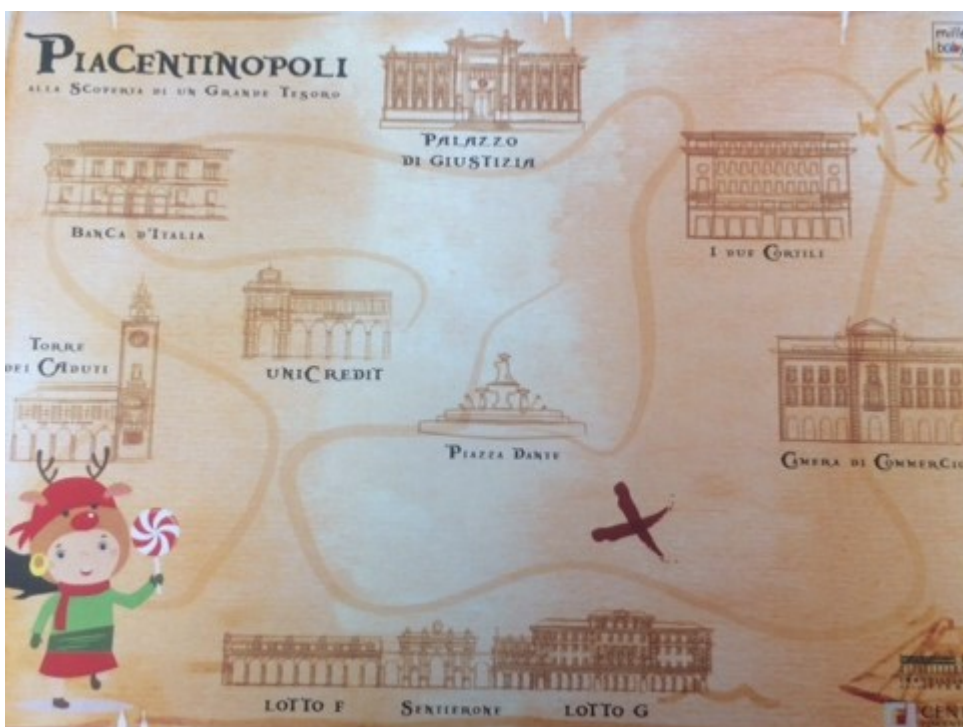 PIACENTINOPOLI
ALLA SCOPERTA DI UN GRANDE TESORO
PALAZZO
DI GIUSTIZIA
BANCA D'ITALIA
I DUE CORTILI
TORRE
DEI CADUTI
UNICREDIT
PIAZZA DANTE
CAMERA DI COMMERCIO
LOTTO F
SENTIERONE
LOTTO G